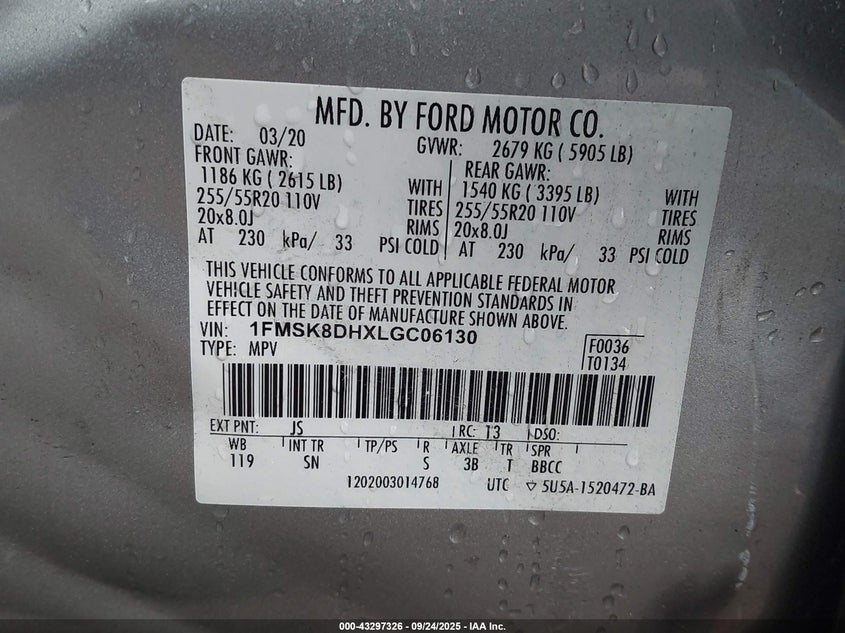 MFD. BY FORD MOTOR CO.
DATE: 03/20 GVWR: 2679 KG ( 5905 LB)
FRONT GAWR: REAR GAWR:
1186 KG ( 2615 LB) WITH 1540 KG ( 3395 LB) WITH
255/55R20 110V TIRES 255/55R20 110V TIRES
20x8.0J RIMS 20x8.0J RIMS
AT 230 kPa/ 33 PSI COLD AT 230 kPa/ 33 PSI COLD
THIS VEHICLE CONFORMS TO ALL APPLICABLE FEDERAL MOTOR
VEHICLE SAFETY AND THEFT PREVENTION STANDARDS IN
EFFECT ON THE DATE OF MANUFACTURE SHOWN ABOVE.
VIN: 1FMSK8DHXLGC06130 F0036
TYPE: MPV T0134
EXT PNT: JS RC: 13 DSO:
WB INT TR TP/PS R AXLE TR SPR
119 SN S 3B T BBCC
1202003014768 UTC ▽ 5U5A-1520472-BA
000-43297326 - 09/24/2025 - IAA Inc.